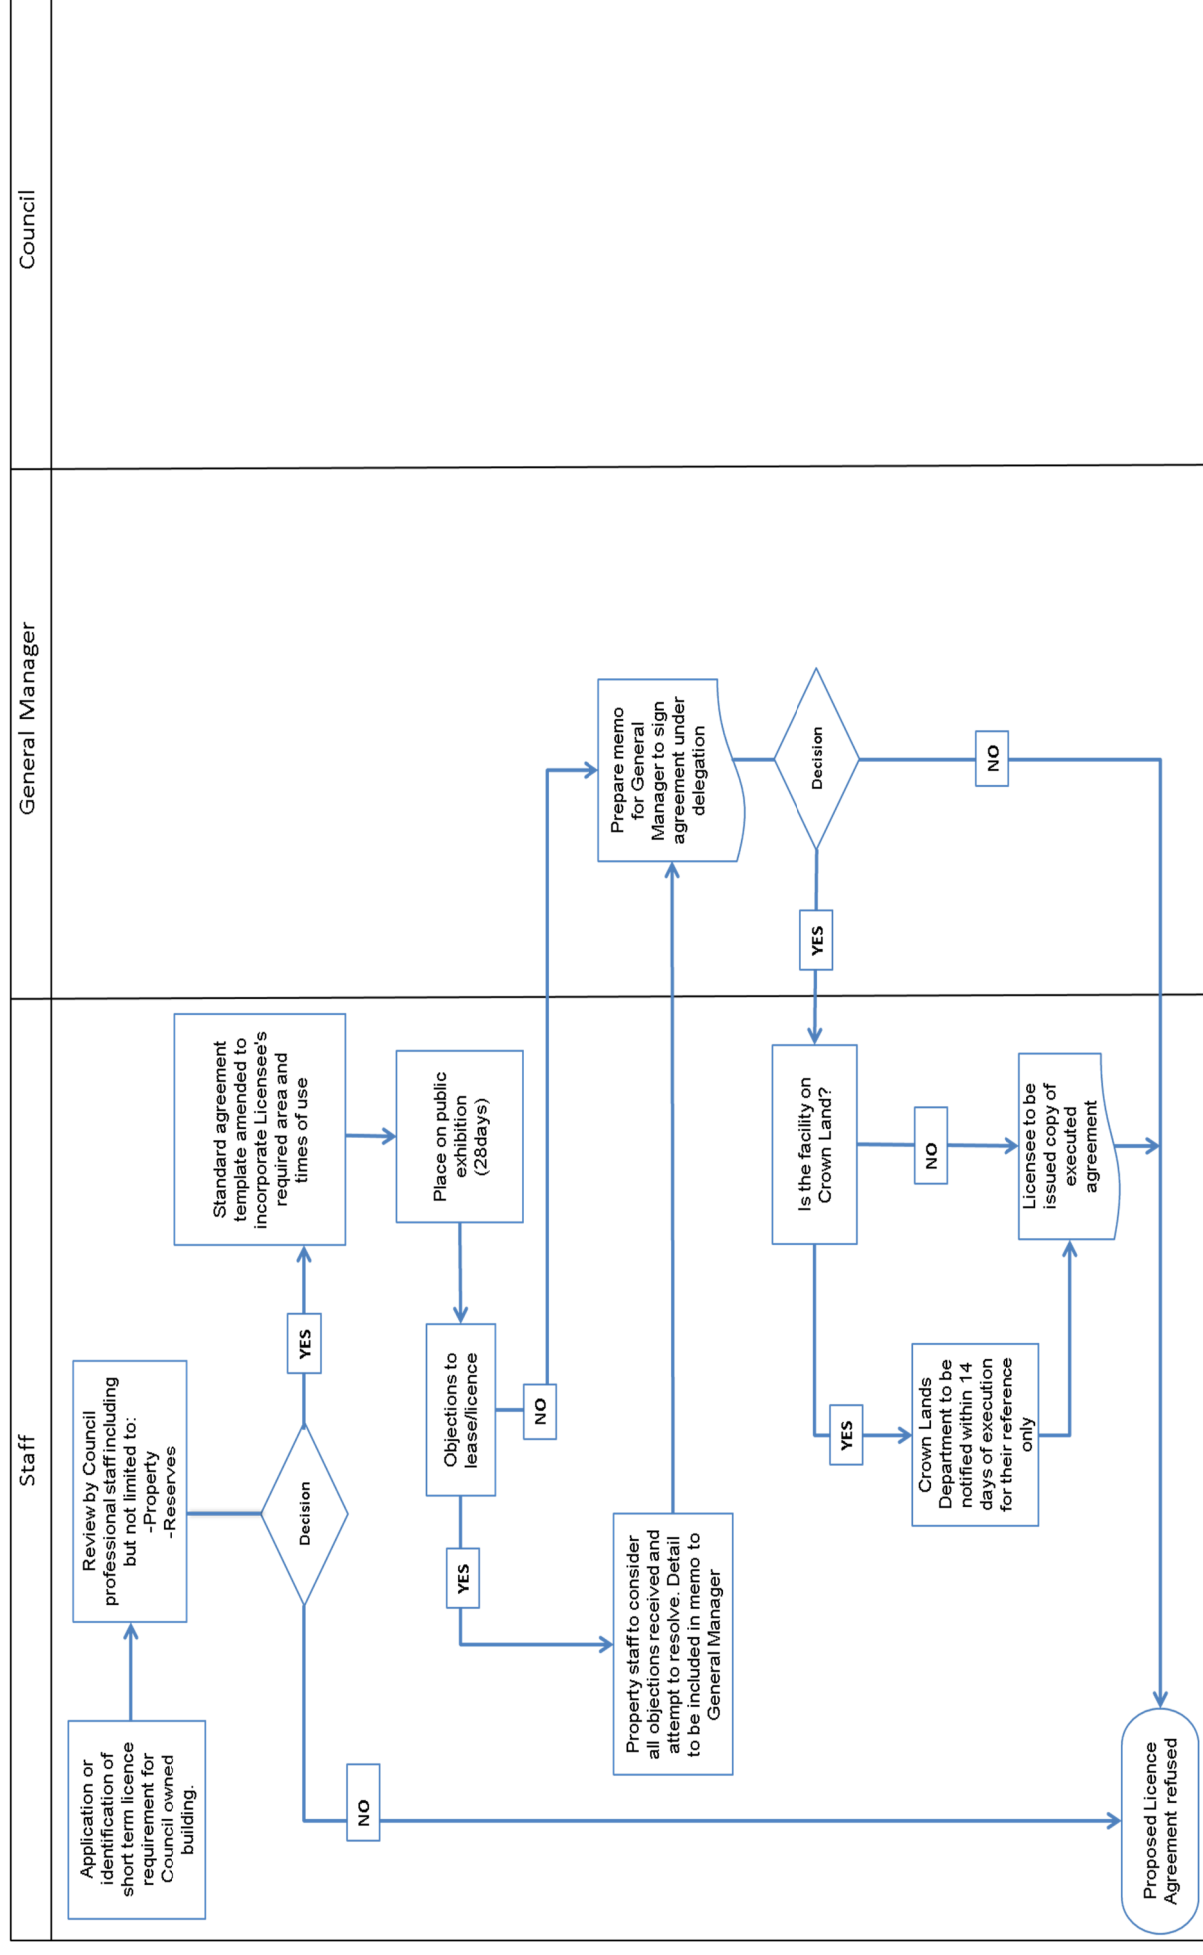 Staff
General Manager
Council
Application or
identification of
short term licence
requirement for
Council owned
building.
Review by Council
professional staff including
but not limited to:
-Property
-Reserves
Decision
YES
NO
Standard agreement
template amended to
incorporate Licensee's
required area and
times of use
Place on public
exhibition
(28days)
Objections to
lease/licence
YES
NO
Property staff to consider
all objections received and
attempt to resolve. Detail
to be included in memo to
General Manager
Prepare memo
for General
Manager to sign
agreement under
delegation
Decision
YES
NO
Is the facility on
Crown Land?
YES
NO
Crown Lands
Department to be
notified within 14
days of execution
for their reference
only
Licensee to be
issued copy of
executed
agreement
Proposed Licence
Agreement refused